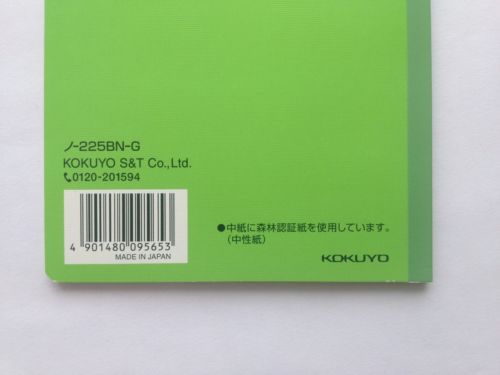 ノ-225BN-G
KOKUYO S&T Co.,Ltd.
0120-201594
4 901480 095653
MADE IN JAPAN
●中紙に森林認証紙を使用しています。
（中性紙）
KOKUYO